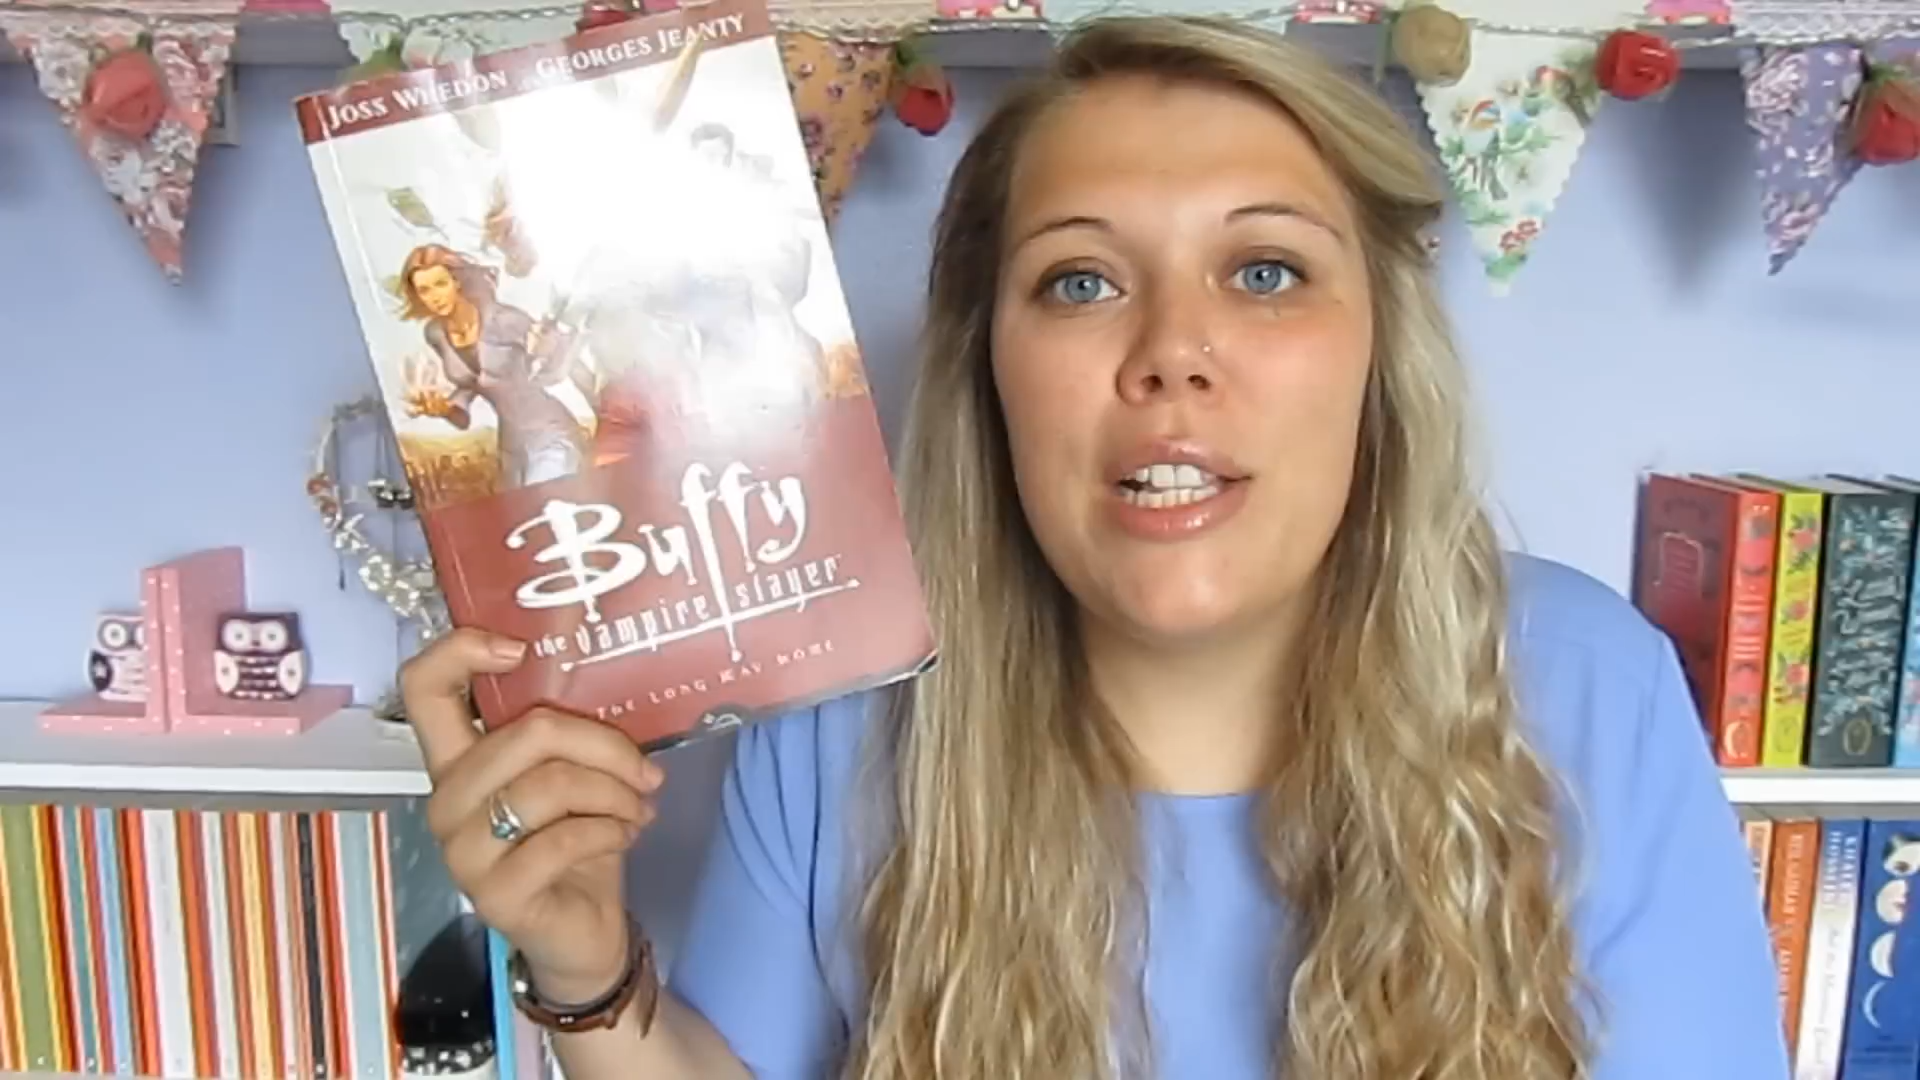 JOSS WHEDON GEORGES JEANTY
Buffy
the vampire slayer
THE LONG WAY HOME